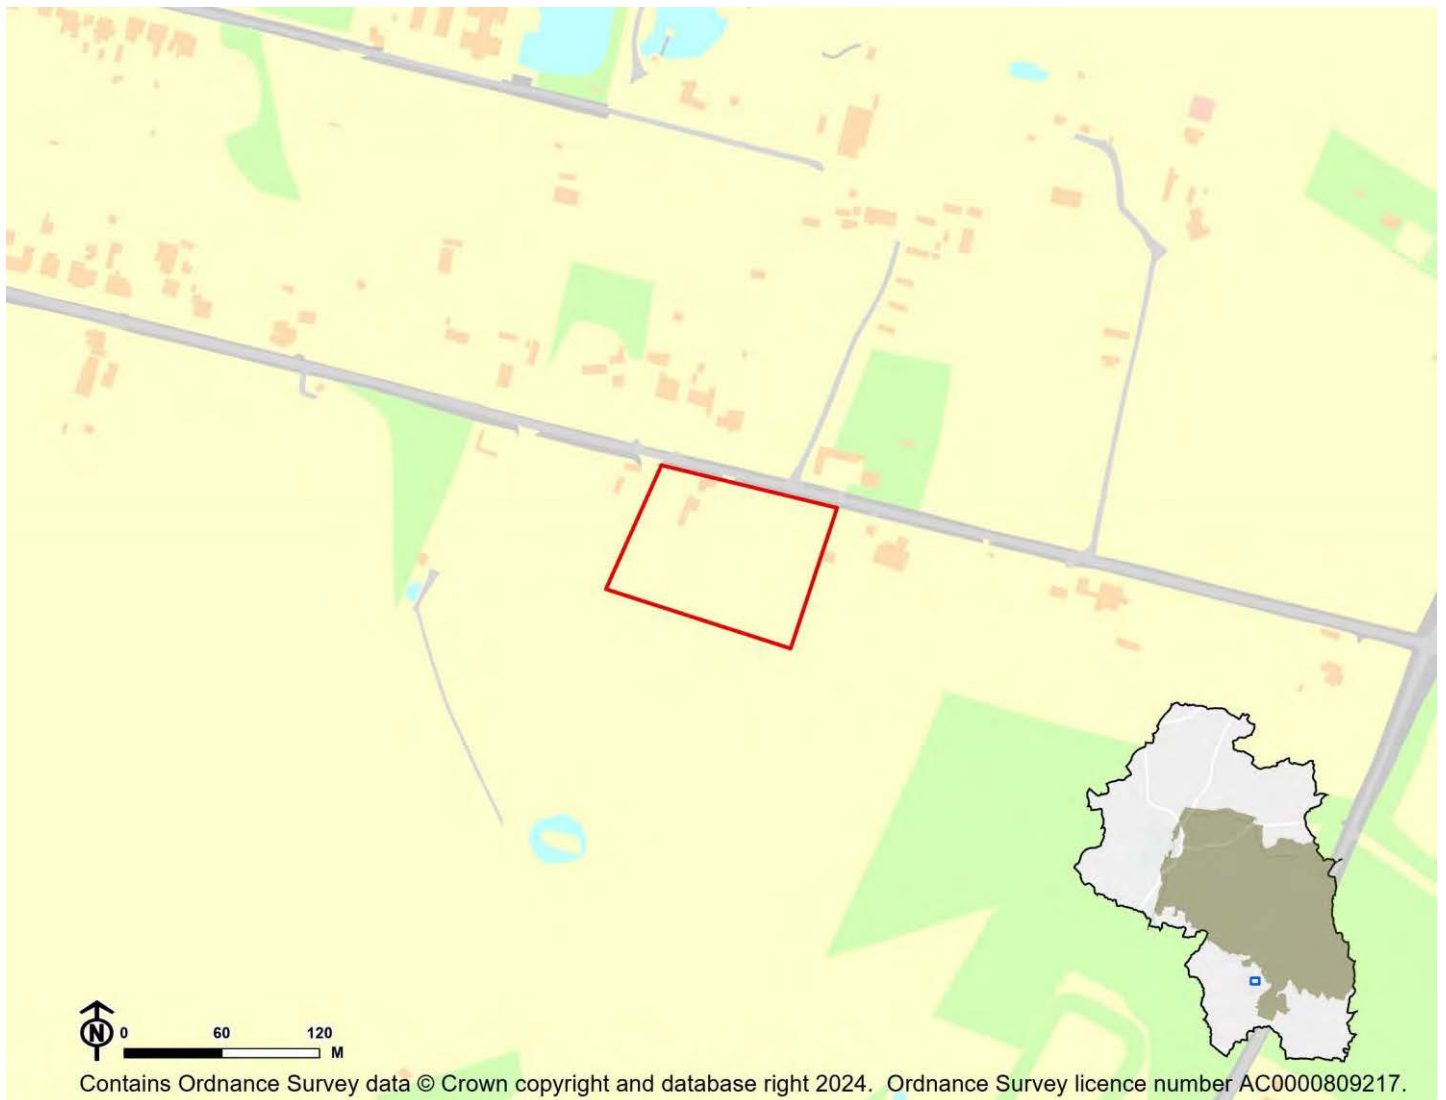 N
0 60 120
M
Contains Ordnance Survey data © Crown copyright and database right 2024. Ordnance Survey licence number AC0000809217.